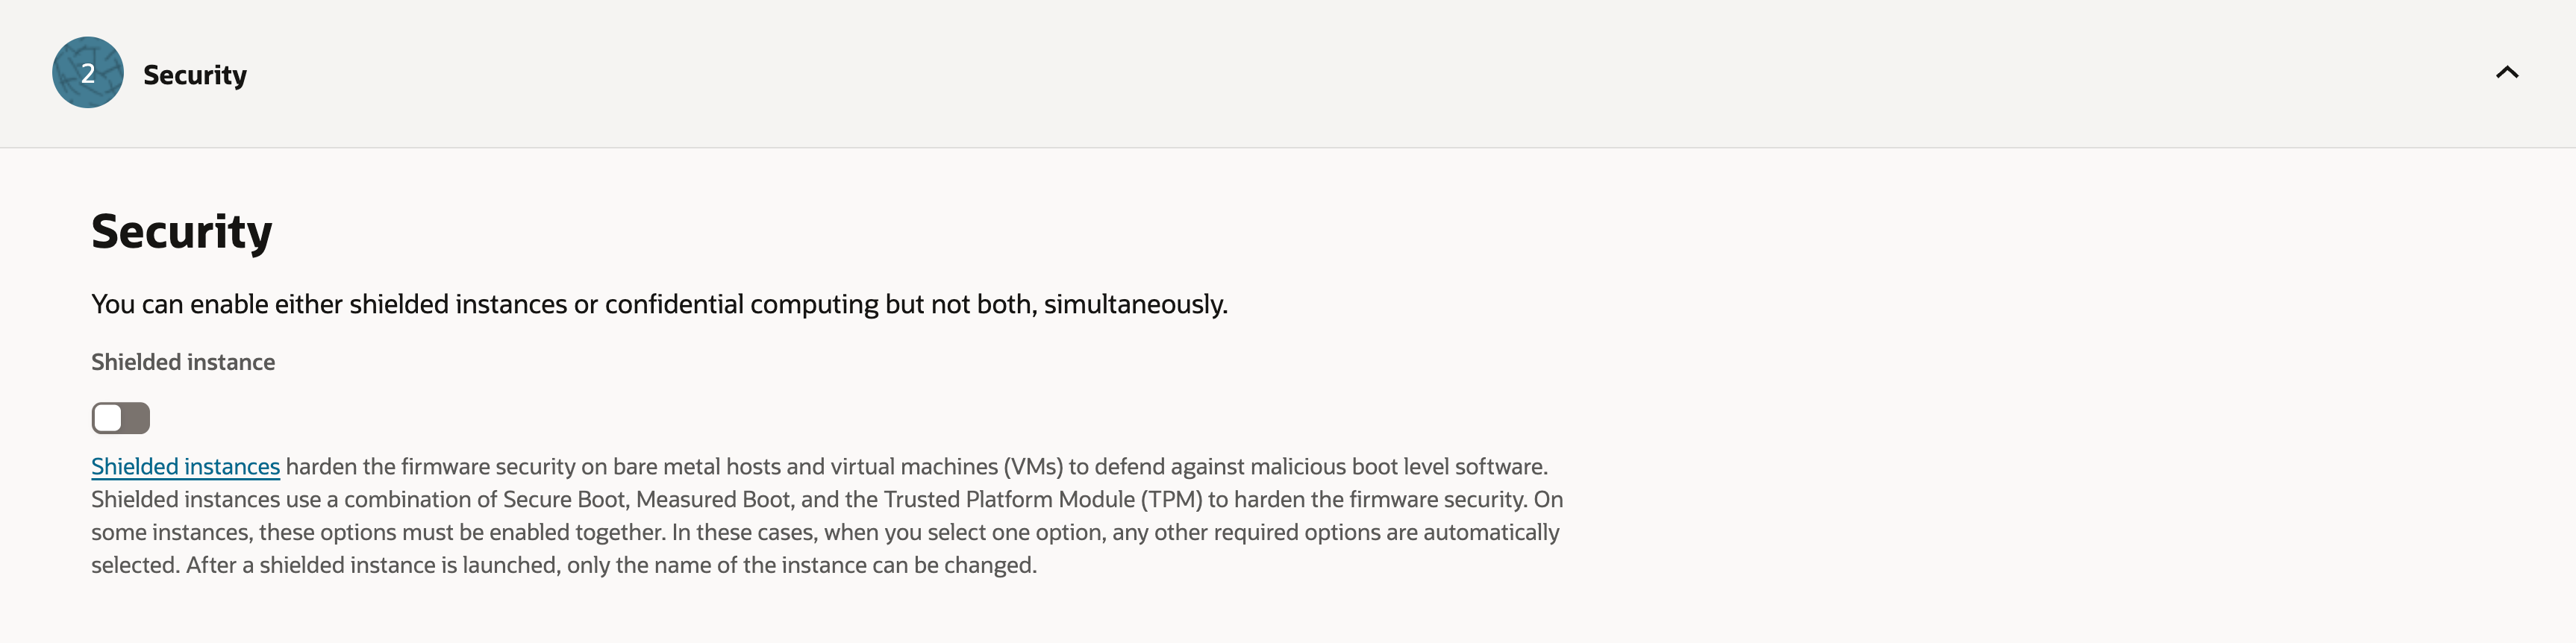 2
Security
Security
You can enable either shielded instances or confidential computing but not both, simultaneously.
Shielded instance
Shielded instances harden the firmware security on bare metal hosts and virtual machines (VMs) to defend against malicious boot level software.
Shielded instances use a combination of Secure Boot, Measured Boot, and the Trusted Platform Module (TPM) to harden the firmware security. On
some instances, these options must be enabled together. In these cases, when you select one option, any other required options are automatically
selected. After a shielded instance is launched, only the name of the instance can be changed.